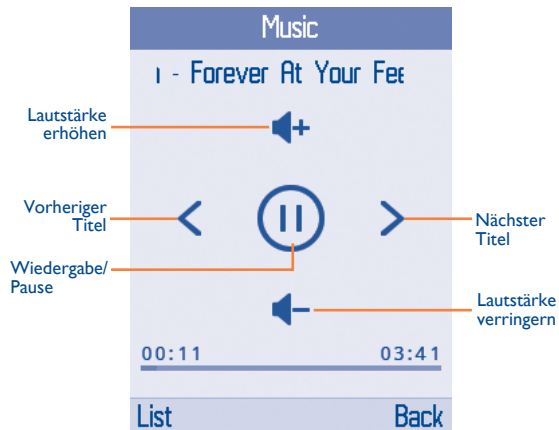 Music
ı - Forever At Your Fee
Lautstärke
erhöhen
Vorheriger
Titel
Nächster
Titel
Wiedergabe/
Pause
Lautstärke
verringern
00:11
03:41
List
Back